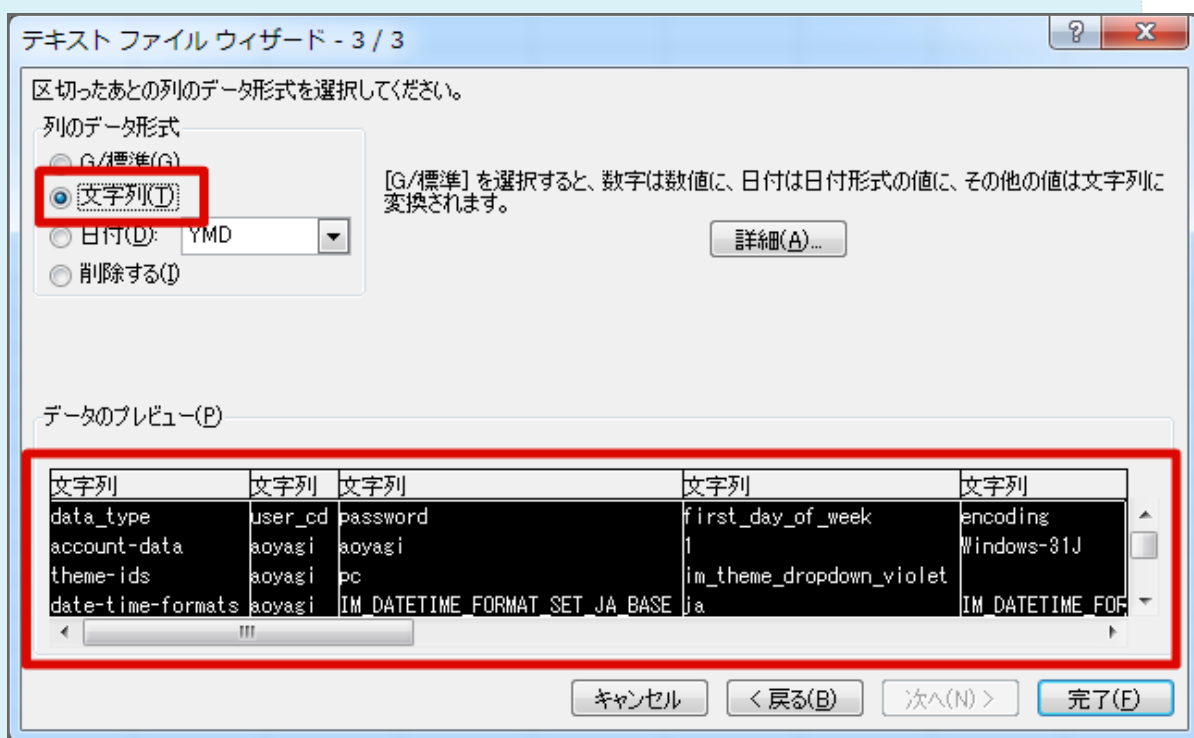 テキスト ファイル ウィザード - 3 / 3
区切ったあとの列のデータ形式を選択してください。
列のデータ形式
G/標準(G)
文字列(T)
日付(D): YMD
削除する(I)
[G/標準] を選択すると、数字は数値に、日付は日付形式の値に、その他の値は文字列に
変換されます。
詳細(A)...
データのプレビュー(P)
文字列 文字列 文字列 文字列 文字列
data_type user_cd password first_day_of_week encoding
account-data aoyagi aoyagi 1 Windows-31J
theme-ids aoyagi pc im_theme_dropdown_violet
date-time-formats aoyagi IM_DATETIME_FORMAT_SET_JA_BASE ja IM_DATETIME_FOR
キャンセル < 戻る(B) 次へ(N) > 完了(F)